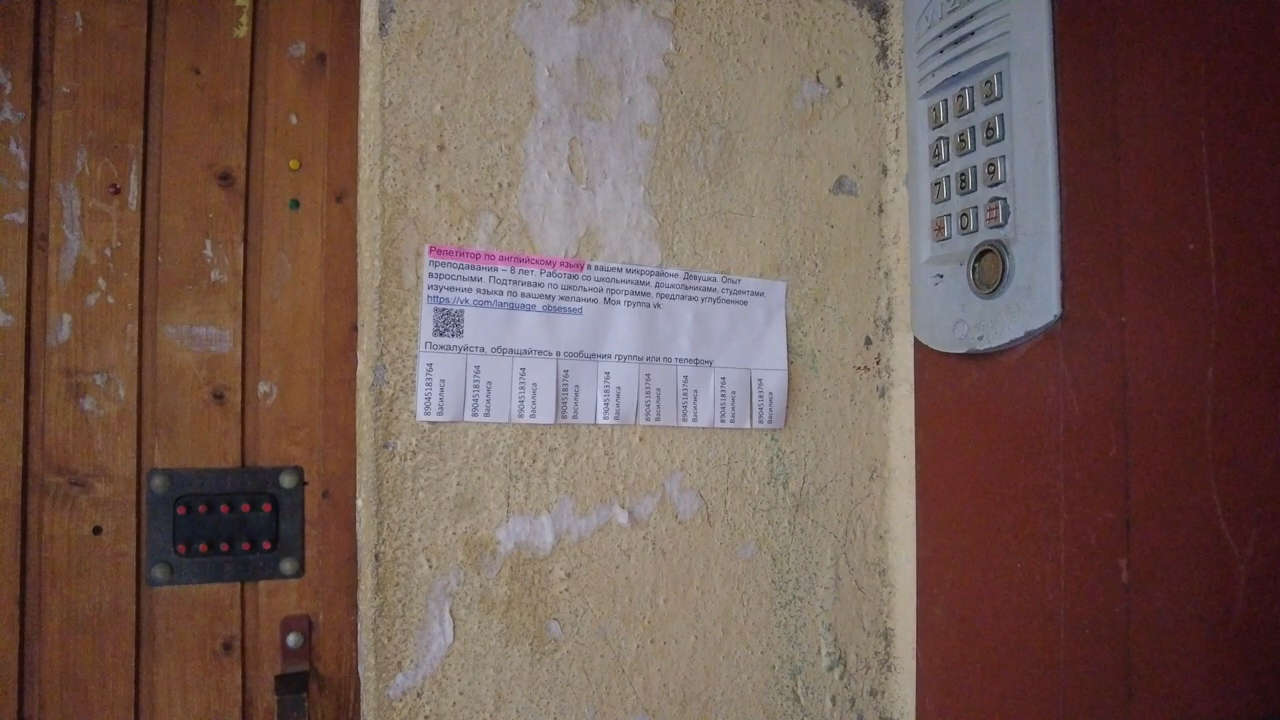 Репетитор по английскому языку в вашем микрорайоне. Девушка. Опыт
преподавания – 8 лет. Работаю со школьниками, дошкольниками, студентами,
взрослыми. Подтягиваю по школьной программе, предлагаю углубленное
изучение языка по вашему желанию. Моя группа vk:
https://vk.com/language_obsessed
Пожалуйста, обращайтесь в сообщения группы или по телефону:
89045183764
Василиса
89045183764
Василиса
89045183764
Василиса
89045183764
Василиса
89045183764
Василиса
89045183764
Василиса
89045183764
Василиса
89045183764
Василиса
89045183764
Василиса
1 2 3
4 5 6
7 8 9
* 0 #